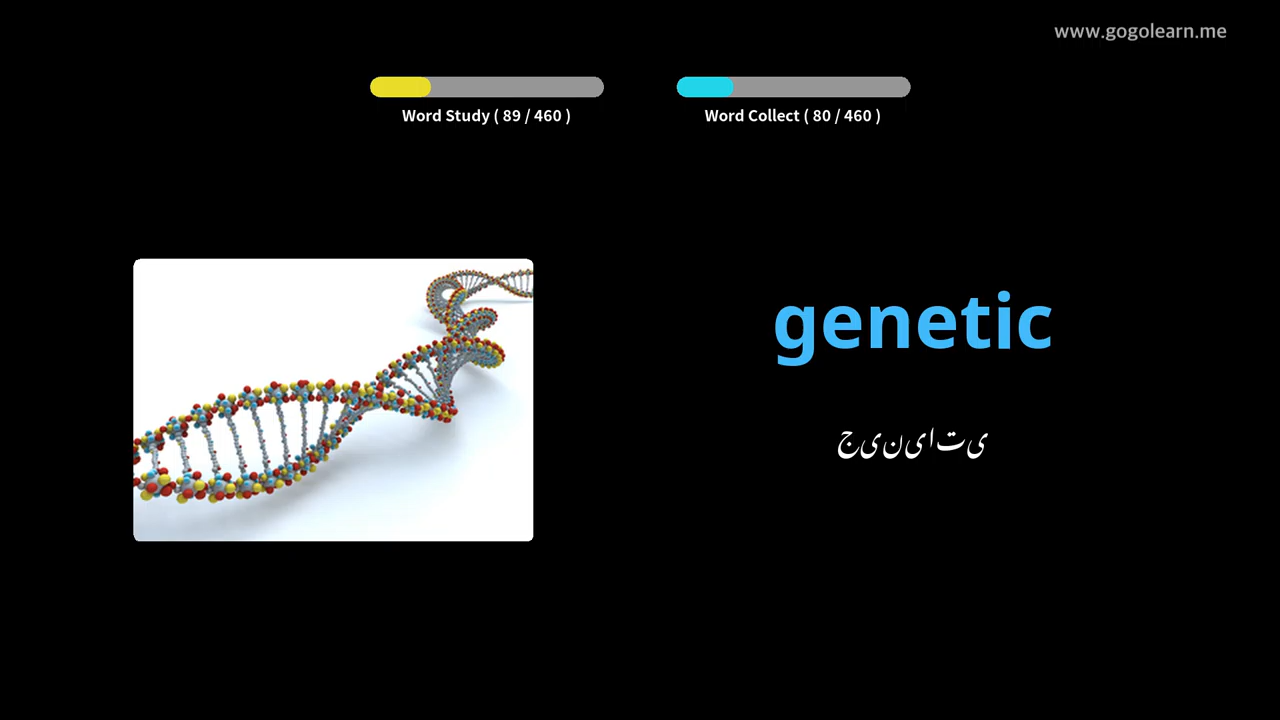 www.gogolearn.me
Word Study ( 89 / 460 )
Word Collect ( 80 / 460 )
genetic
جینیاتی